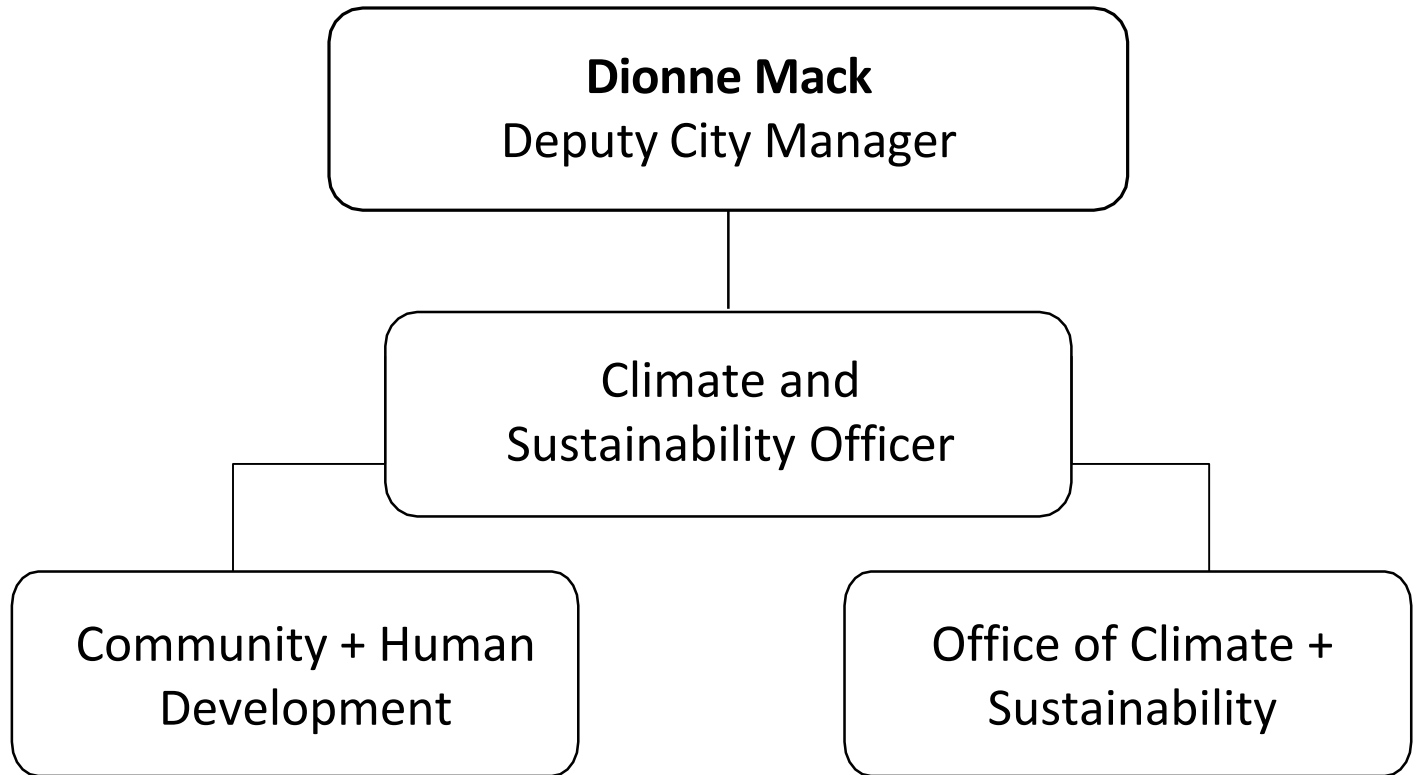 Dionne Mack
Deputy City Manager
Climate and
Sustainability Officer
Community + Human
Development
Office of Climate +
Sustainability